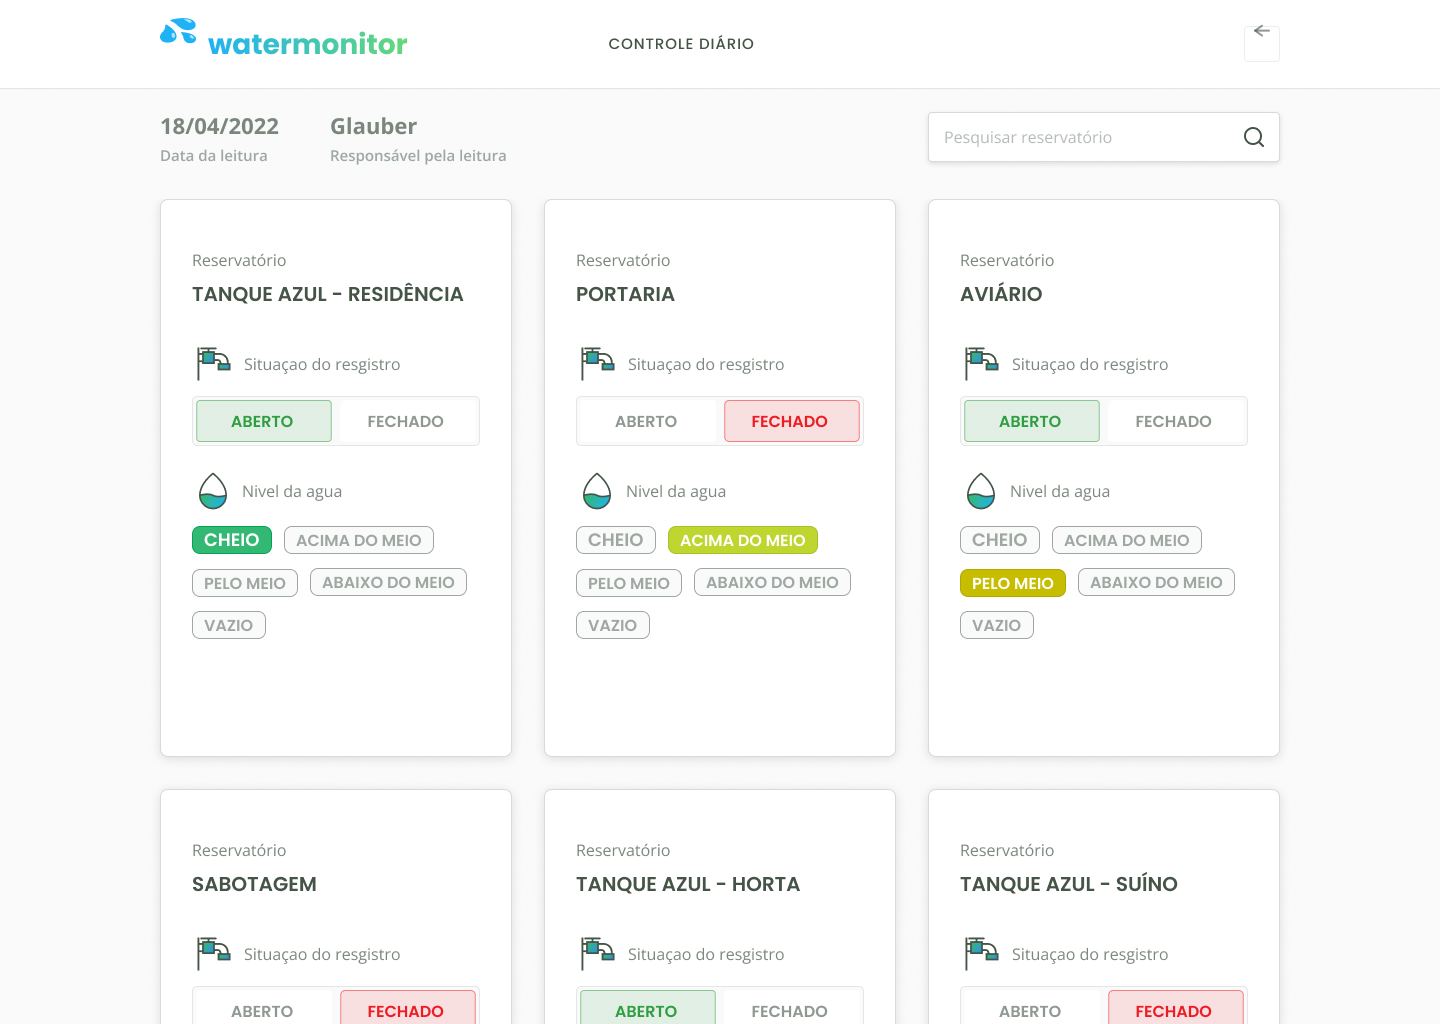 watermonitor
CONTROLE DIÁRIO
18/04/2022
Glauber
Data da leitura
Responsável pela leitura
Pesquisar reservatório
Reservatório
TANQUE AZUL - RESIDÊNCIA
Situaçao do resgistro
ABERTO
FECHADO
Nivel da agua
CHEIO
ACIMA DO MEIO
PELO MEIO
ABAIXO DO MEIO
VAZIO
Reservatório
PORTARIA
Situaçao do resgistro
ABERTO
FECHADO
Nivel da agua
CHEIO
ACIMA DO MEIO
PELO MEIO
ABAIXO DO MEIO
VAZIO
Reservatório
AVIÁRIO
Situaçao do resgistro
ABERTO
FECHADO
Nivel da agua
CHEIO
ACIMA DO MEIO
PELO MEIO
ABAIXO DO MEIO
VAZIO
Reservatório
SABOTAGEM
Situaçao do resgistro
ABERTO
FECHADO
Reservatório
TANQUE AZUL - HORTA
Situaçao do resgistro
ABERTO
FECHADO
Reservatório
TANQUE AZUL - SUÍNO
Situaçao do resgistro
ABERTO
FECHADO